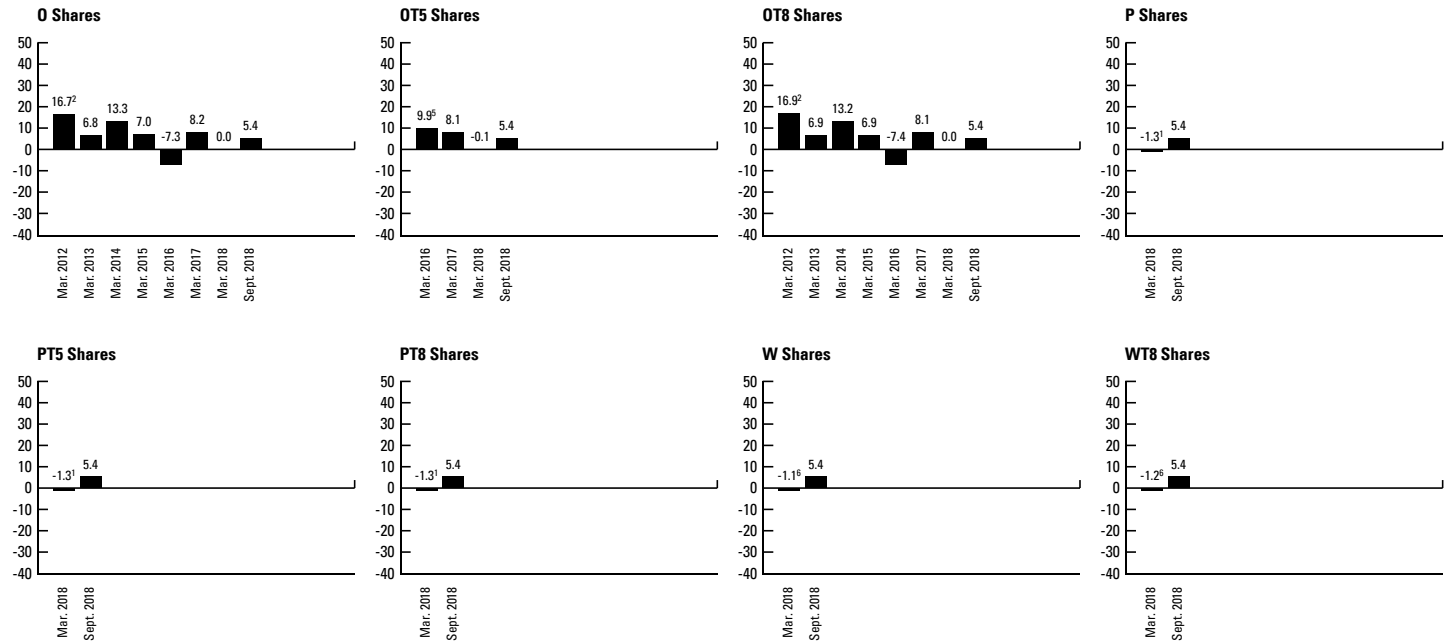 O Shares
50
40
30
20
10
0
-10
-20
-30
-40
16.7²
6.8
13.3
7.0
-7.3
8.2
0.0
5.4
Mar. 2012
Mar. 2013
Mar. 2014
Mar. 2015
Mar. 2016
Mar. 2017
Mar. 2018
Sept. 2018
OT5 Shares
50
40
30
20
10
0
-10
-20
-30
-40
9.9⁵
8.1
-0.1
5.4
Mar. 2016
Mar. 2017
Mar. 2018
Sept. 2018
OT8 Shares
50
40
30
20
10
0
-10
-20
-30
-40
16.9²
6.9
13.2
6.9
-7.4
8.1
0.0
5.4
Mar. 2012
Mar. 2013
Mar. 2014
Mar. 2015
Mar. 2016
Mar. 2017
Mar. 2018
Sept. 2018
P Shares
50
40
30
20
10
0
-10
-20
-30
-40
-1.3¹
5.4
Mar. 2018
Sept. 2018
PT5 Shares
50
40
30
20
10
0
-10
-20
-30
-40
-1.3¹
5.4
Mar. 2018
Sept. 2018
PT8 Shares
50
40
30
20
10
0
-10
-20
-30
-40
-1.3¹
5.4
Mar. 2018
Sept. 2018
W Shares
50
40
30
20
10
0
-10
-20
-30
-40
-1.1⁶
5.4
Mar. 2018
Sept. 2018
WT8 Shares
50
40
30
20
10
0
-10
-20
-30
-40
-1.2⁶
5.4
Mar. 2018
Sept. 2018